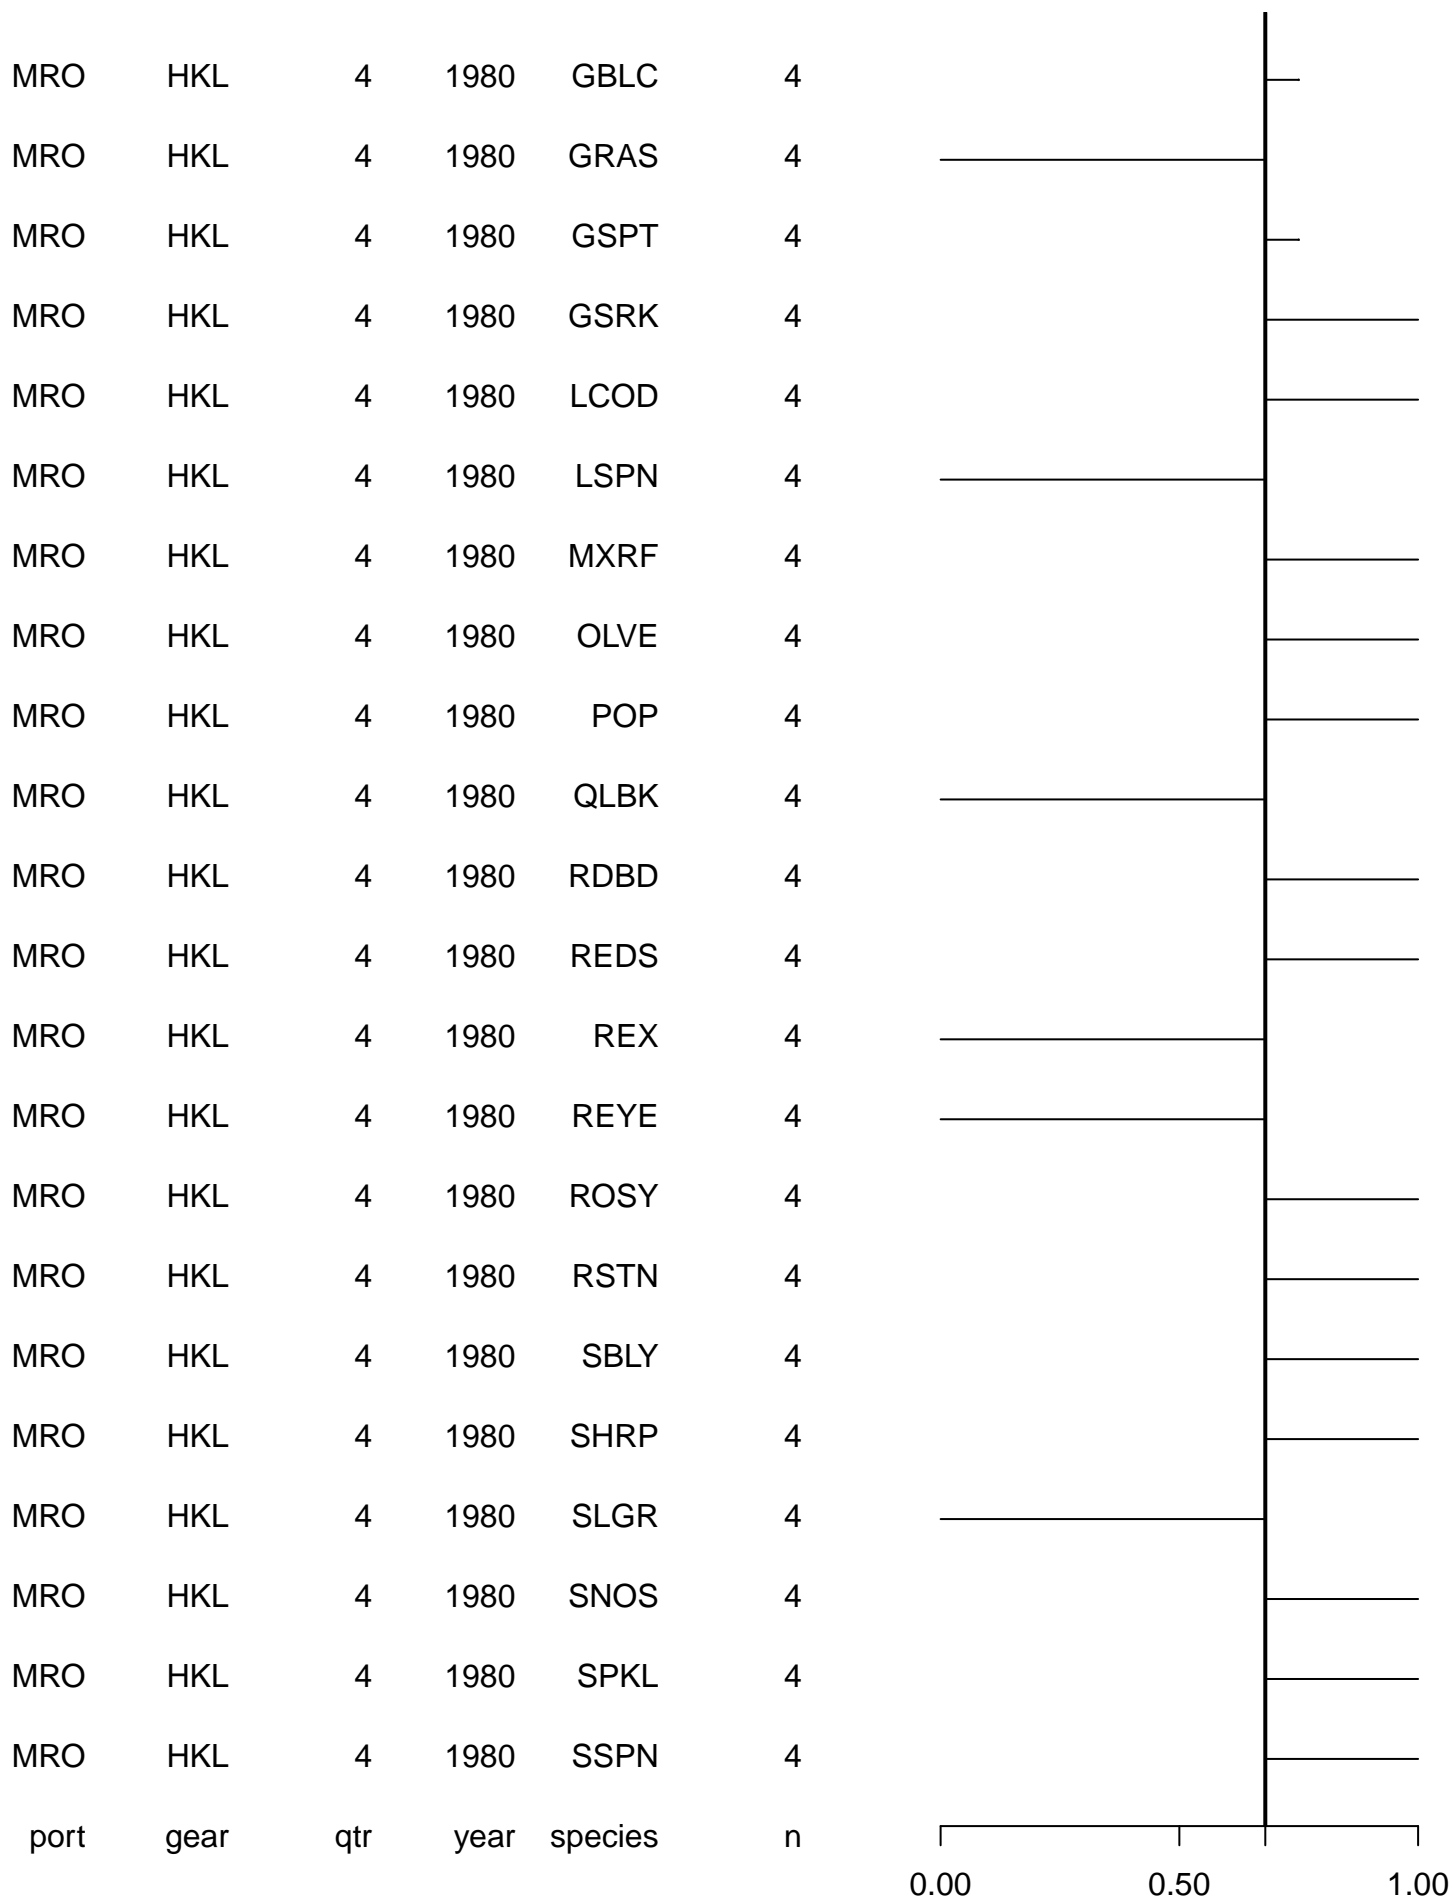 MRO HKL 4 1980 GBLC 4
MRO HKL 4 1980 GRAS 4
MRO HKL 4 1980 GSPT 4
MRO HKL 4 1980 GSRK 4
MRO HKL 4 1980 LCOD 4
MRO HKL 4 1980 LSPN 4
MRO HKL 4 1980 MXRF 4
MRO HKL 4 1980 OLVE 4
MRO HKL 4 1980 POP 4
MRO HKL 4 1980 QLBK 4
MRO HKL 4 1980 RDBD 4
MRO HKL 4 1980 REDS 4
MRO HKL 4 1980 REX 4
MRO HKL 4 1980 REYE 4
MRO HKL 4 1980 ROSY 4
MRO HKL 4 1980 RSTN 4
MRO HKL 4 1980 SBLY 4
MRO HKL 4 1980 SHRP 4
MRO HKL 4 1980 SLGR 4
MRO HKL 4 1980 SNOS 4
MRO HKL 4 1980 SPKL 4
MRO HKL 4 1980 SSPN 4
port gear qtr year species n
0.00 0.50 1.00